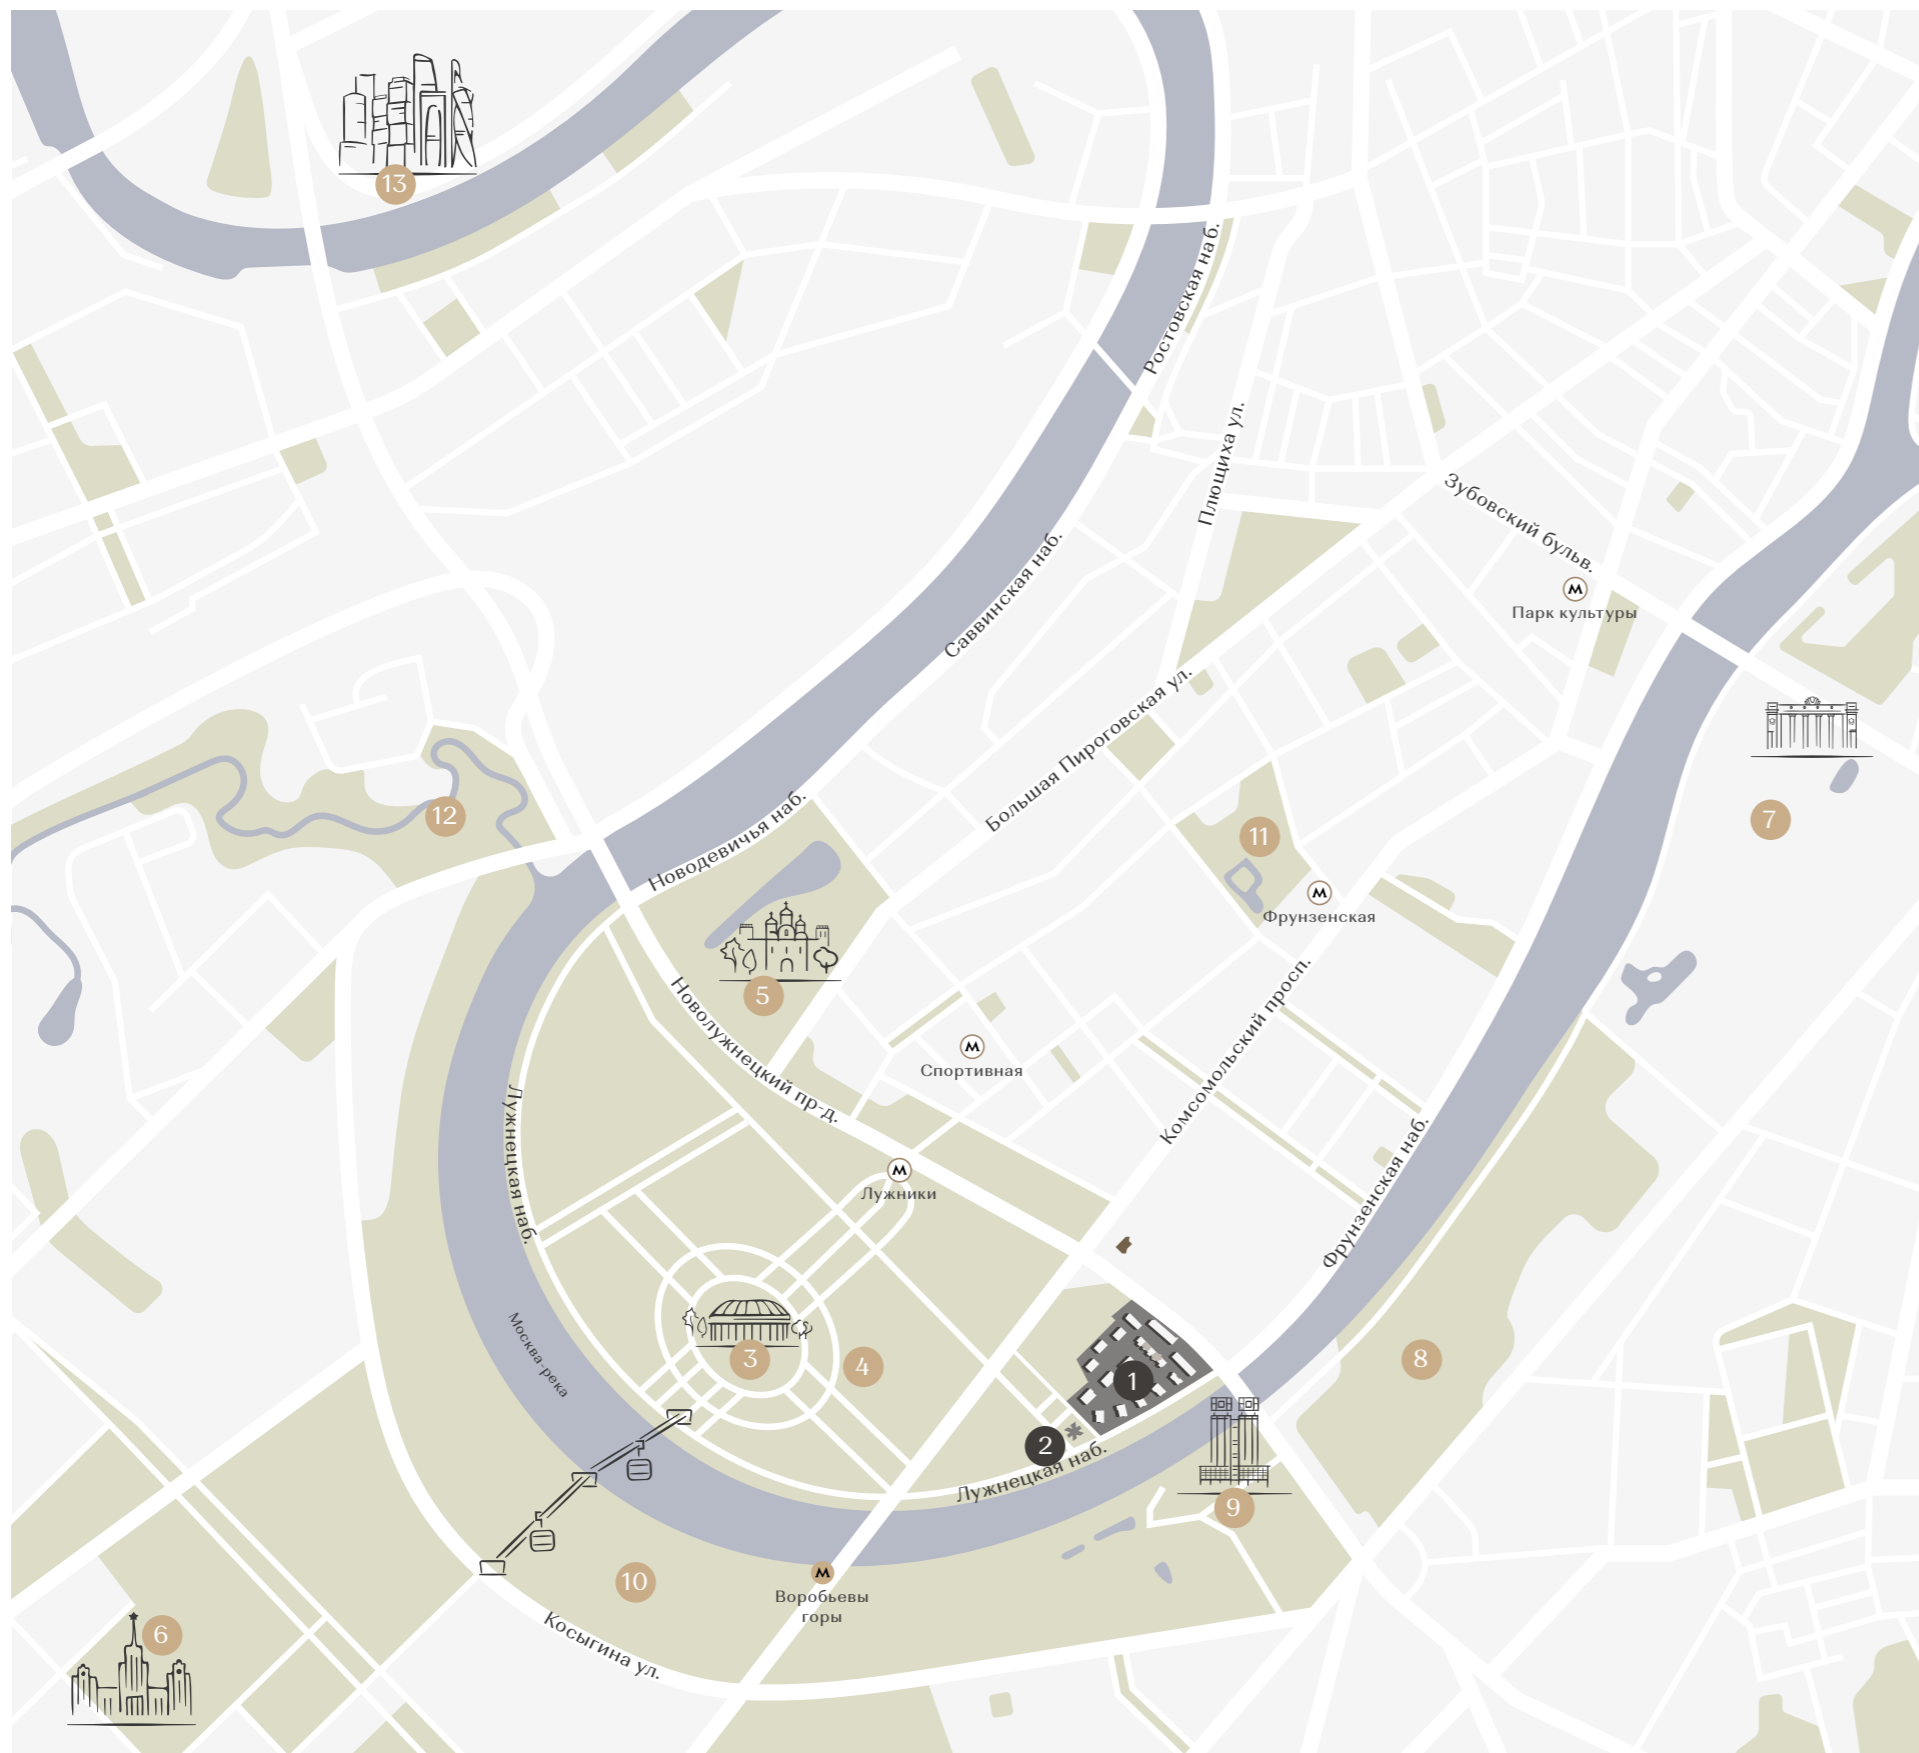 13
Ростовская наб.
Плющиха ул.
Зубовский бульв.
М
Парк культуры
Саввинская наб.
Большая Пироговская ул.
12
Новодевичья наб.
7
11
М
Фрунзенская
5
Новолужнецкий пр-д.
М
Спортивная
Комсомольский просп.
Лужнецкая наб.
М
Лужники
Фрунзенская наб.
Москва-река
3
4
1
8
2
Лужнецкая наб.
9
10
М
Воробьевы
горы
6
Косыгина ул.